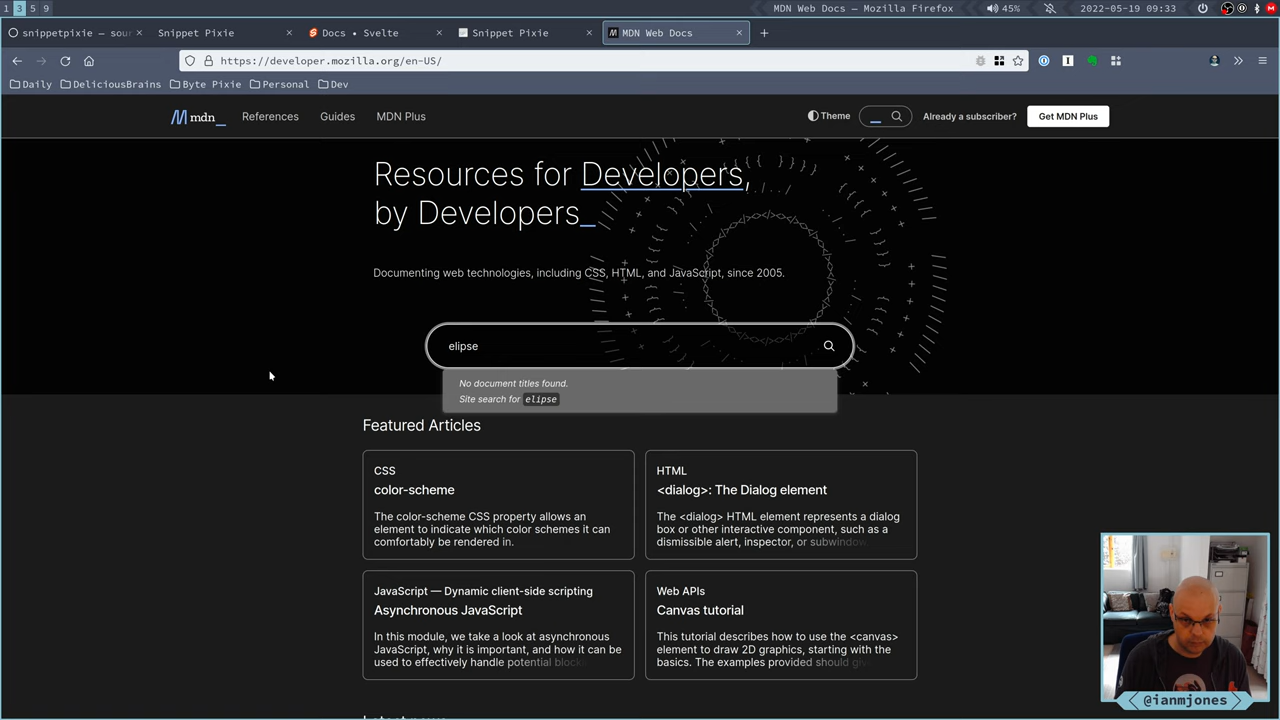 1 3 5 9
MDN Web Docs — Mozilla Firefox
45%
2022-05-19 09:33
snippetpixie — sour
Snippet Pixie
Docs • Svelte
Snippet Pixie
MDN Web Docs
https://developer.mozilla.org/en-US/
Daily
DeliciousBrains
Byte Pixie
Personal
Dev
mdn_
References
Guides
MDN Plus
Theme
Already a subscriber?
Get MDN Plus
Resources for Developers,
by Developers_
Documenting web technologies, including CSS, HTML, and JavaScript, since 2005.
elipse
No document titles found.
Site search for elipse
Featured Articles
CSS
color-scheme
The color-scheme CSS property allows an
element to indicate which color schemes it can
comfortably be rendered in.
HTML
<dialog>: The Dialog element
The <dialog> HTML element represents a dialog
box or other interactive component, such as a
dismissible alert, inspector, or subwindow
JavaScript — Dynamic client-side scripting
Asynchronous JavaScript
In this module, we take a look at asynchronous
JavaScript, why it is important, and how it can be
used to effectively handle potential block
Web APIs
Canvas tutorial
This tutorial describes how to use the <canvas>
element to draw 2D graphics, starting with the
basics. The examples provided should give
Latest news
@ianmjones